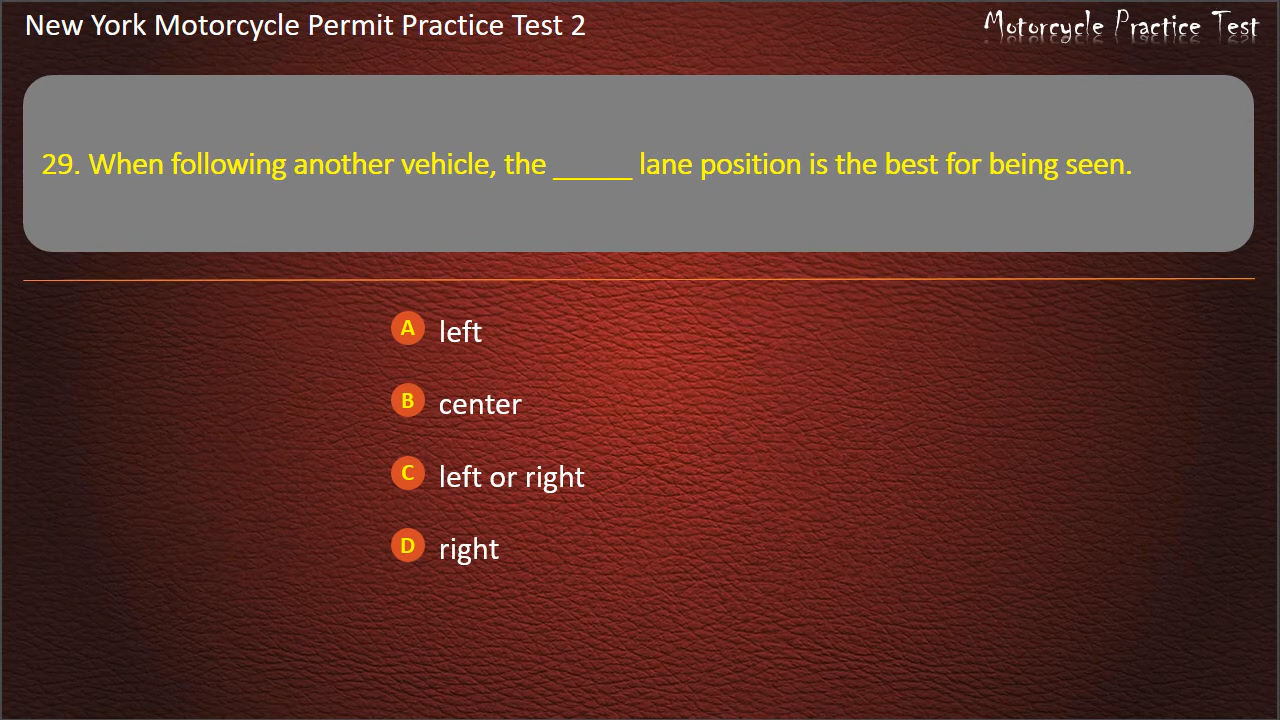 New York Motorcycle Permit Practice Test 2
Motorcycle Practice Test
29. When following another vehicle, the _____ lane position is the best for being seen.
A left
B center
C left or right
D right